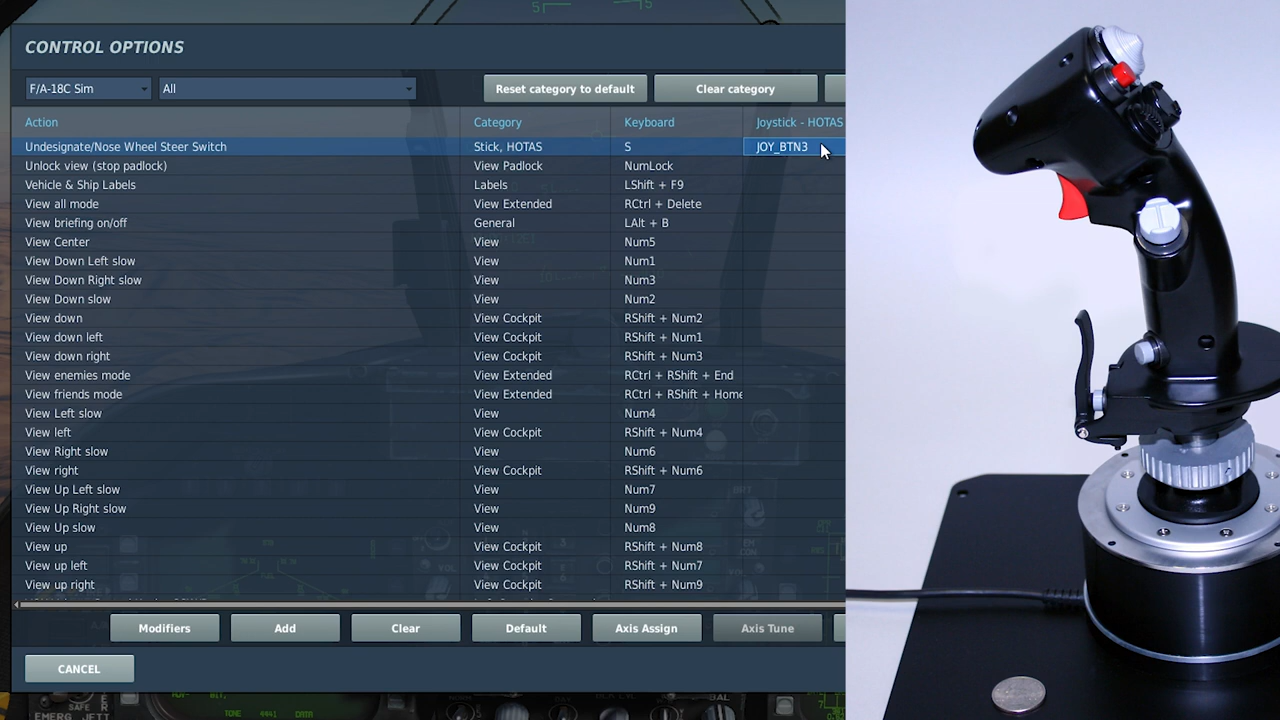 CONTROL OPTIONS
F/A-18C Sim All Reset category to default Clear category
Action Category Keyboard Joystick - HOTAS
Undesignate/Nose Wheel Steer Switch Stick, HOTAS S JOY_BTN3
Unlock view (stop padlock) View Padlock NumLock
Vehicle & Ship Labels Labels LShift + F9
View all mode View Extended RCtrl + Delete
View briefing on/off General LAlt + B
View Center View Num5
View Down Left slow View Num1
View Down Right slow View Num3
View Down slow View Num2
View down View Cockpit RShift + Num2
View down left View Cockpit RShift + Num1
View down right View Cockpit RShift + Num3
View enemies mode View Extended RCtrl + RShift + End
View friends mode View Extended RCtrl + RShift + Home
View Left slow View Num4
View left View Cockpit RShift + Num4
View Right slow View Num6
View right View Cockpit RShift + Num6
View Up Left slow View Num7
View Up Right slow View Num9
View Up slow View Num8
View up View Cockpit RShift + Num8
View up left View Cockpit RShift + Num7
View up right View Cockpit RShift + Num9
Modifiers Add Clear Default Axis Assign Axis Tune
CANCEL
SAFE
EMERG JETT